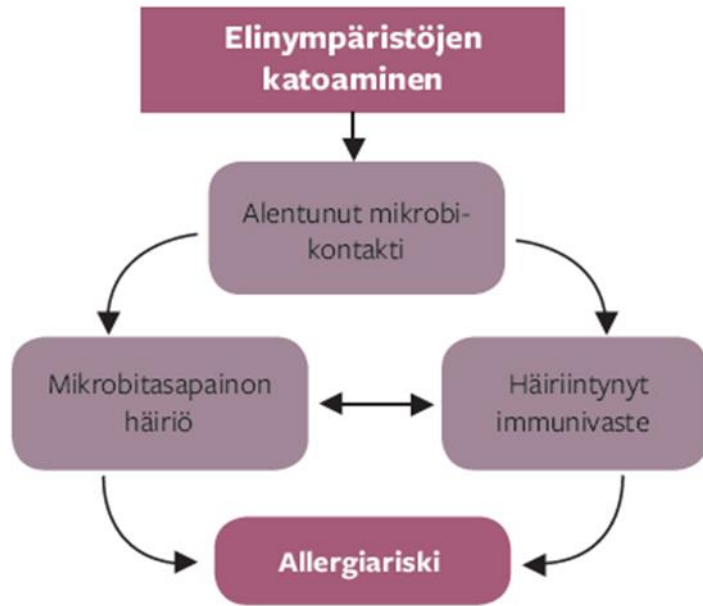 Elinympäristöjen
katoaminen
Alentunut mikrobi-
kontakti
Mikrobitasapainon
häiriö
Häiriintynyt
immunivaste
Allergiariski